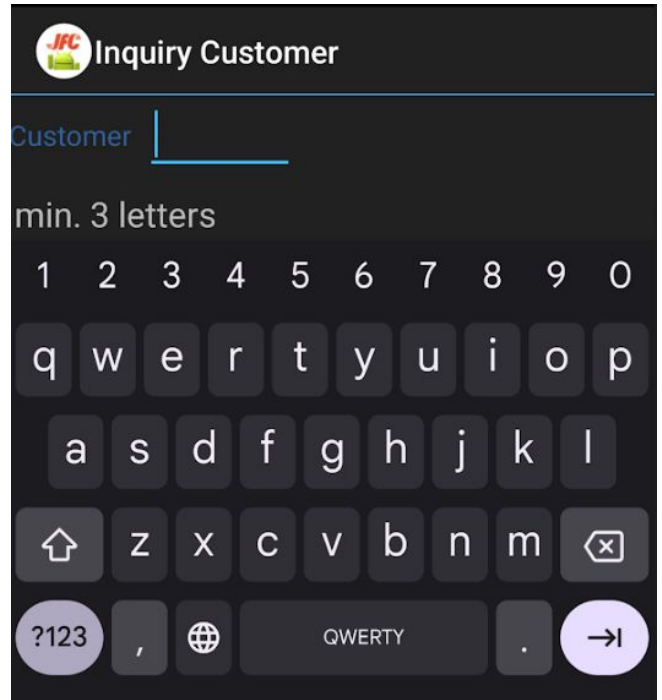 JFC Inquiry Customer
Customer
min. 3 letters
1 2 3 4 5 6 7 8 9 0
q w e r t y u i o p
a s d f g h j k l
z x c v b n m
?123 , QWERTY .